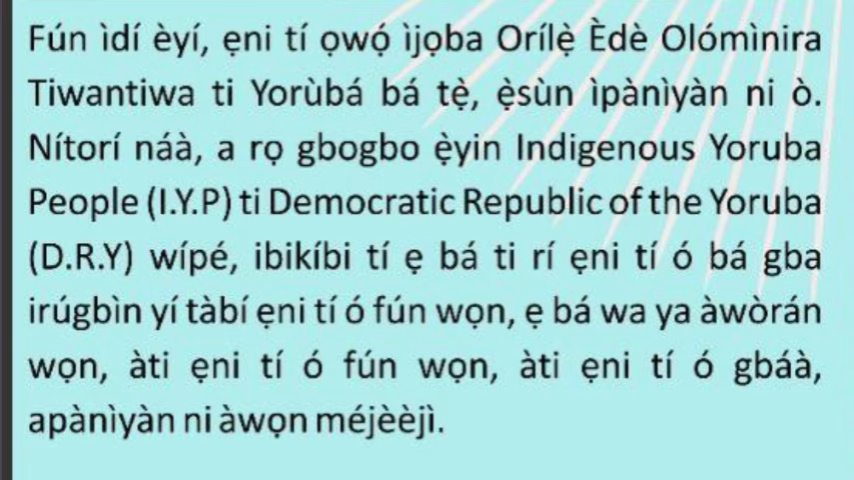 Fún ìdí èyí, ẹni tí ọwọ́ ìjọba Orílẹ̀ Èdè Olómìnira
Tiwantiwa ti Yorùbá bá tẹ̀, ẹ̀sùn ìpànìyàn ni ò.
Nítorí náà, a rọ gbogbo ẹ̀yin Indigenous Yoruba
People (I.Y.P) ti Democratic Republic of the Yoruba
(D.R.Y) wípé, ibikíbi tí ẹ bá ti rí ẹni tí ó bá gba
irúgbìn yí tàbí ẹni tí ó fún wọn, ẹ bá wa ya àwòrán
wọn, àti ẹni tí ó fún wọn, àti ẹni tí ó gbáà,
apànìyàn ni àwọn méjèèjì.